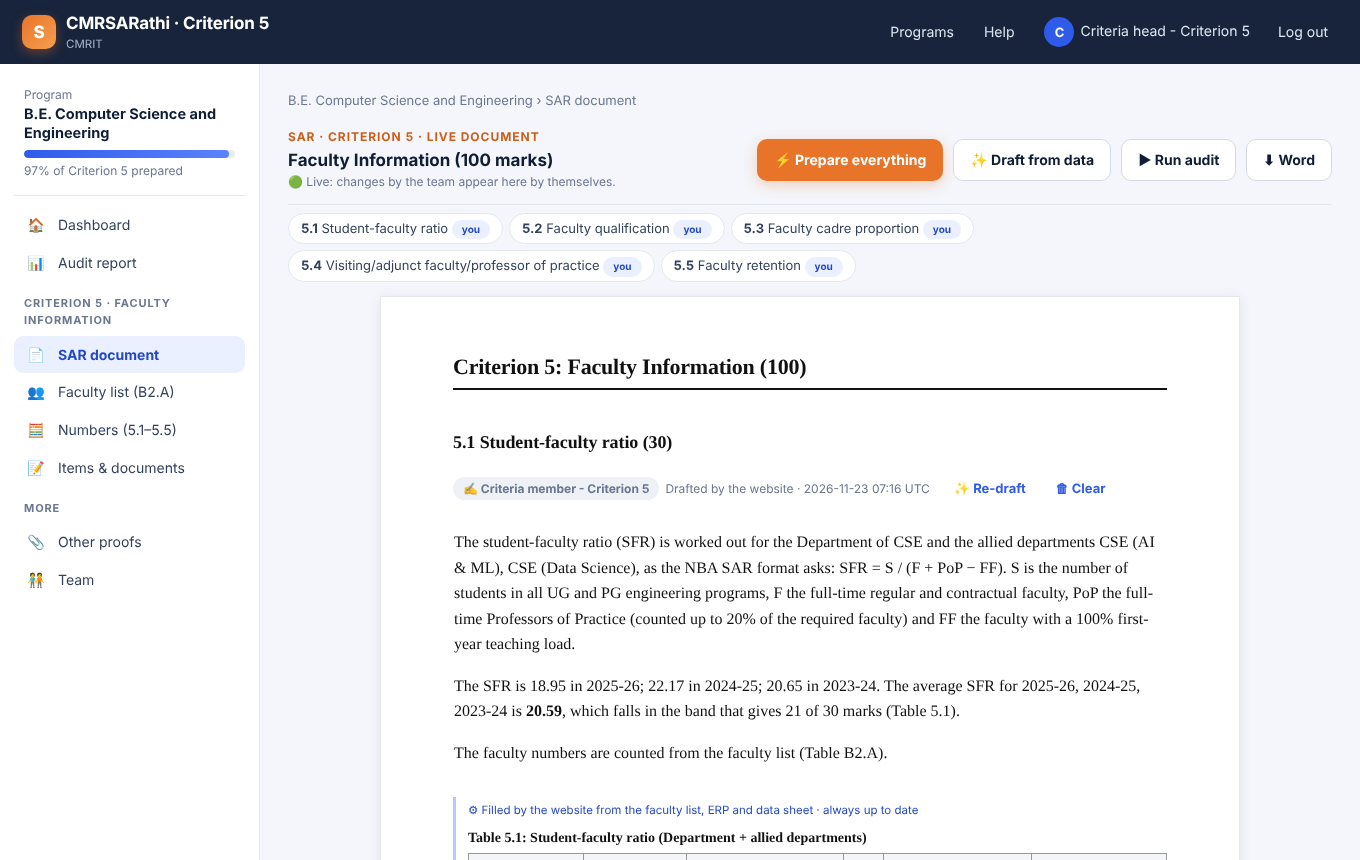 S
CMRSARathi · Criterion 5
CMRIT
Programs
Help
C
Criteria head - Criterion 5
Log out
Program
B.E. Computer Science and
Engineering
97% of Criterion 5 prepared
🏠 Dashboard
📊 Audit report
CRITERION 5 · FACULTY
INFORMATION
📄 SAR document
👥 Faculty list (B2.A)
🧮 Numbers (5.1–5.5)
📝 Items & documents
MORE
📎 Other proofs
🧑‍🤝‍🧑 Team
B.E. Computer Science and Engineering › SAR document
SAR · CRITERION 5 · LIVE DOCUMENT
Faculty Information (100 marks)
🟢 Live: changes by the team appear here by themselves.
⚡ Prepare everything
✨ Draft from data
▶ Run audit
⬇ Word
5.1 Student-faculty ratio you
5.2 Faculty qualification you
5.3 Faculty cadre proportion you
5.4 Visiting/adjunct faculty/professor of practice you
5.5 Faculty retention you
Criterion 5: Faculty Information (100)
5.1 Student-faculty ratio (30)
✍ Criteria member - Criterion 5 Drafted by the website · 2026-11-23 07:16 UTC ✨ Re-draft 🗑 Clear
The student-faculty ratio (SFR) is worked out for the Department of CSE and the allied departments CSE (AI
& ML), CSE (Data Science), as the NBA SAR format asks: SFR = S / (F + PoP − FF). S is the number of
students in all UG and PG engineering programs, F the full-time regular and contractual faculty, PoP the full-
time Professors of Practice (counted up to 20% of the required faculty) and FF the faculty with a 100% first-
year teaching load.
The SFR is 18.95 in 2025-26; 22.17 in 2024-25; 20.65 in 2023-24. The average SFR for 2025-26, 2024-25,
2023-24 is 20.59, which falls in the band that gives 21 of 30 marks (Table 5.1).
The faculty numbers are counted from the faculty list (Table B2.A).
⚙ Filled by the website from the faculty list, ERP and data sheet · always up to date
Table 5.1: Student-faculty ratio (Department + allied departments)